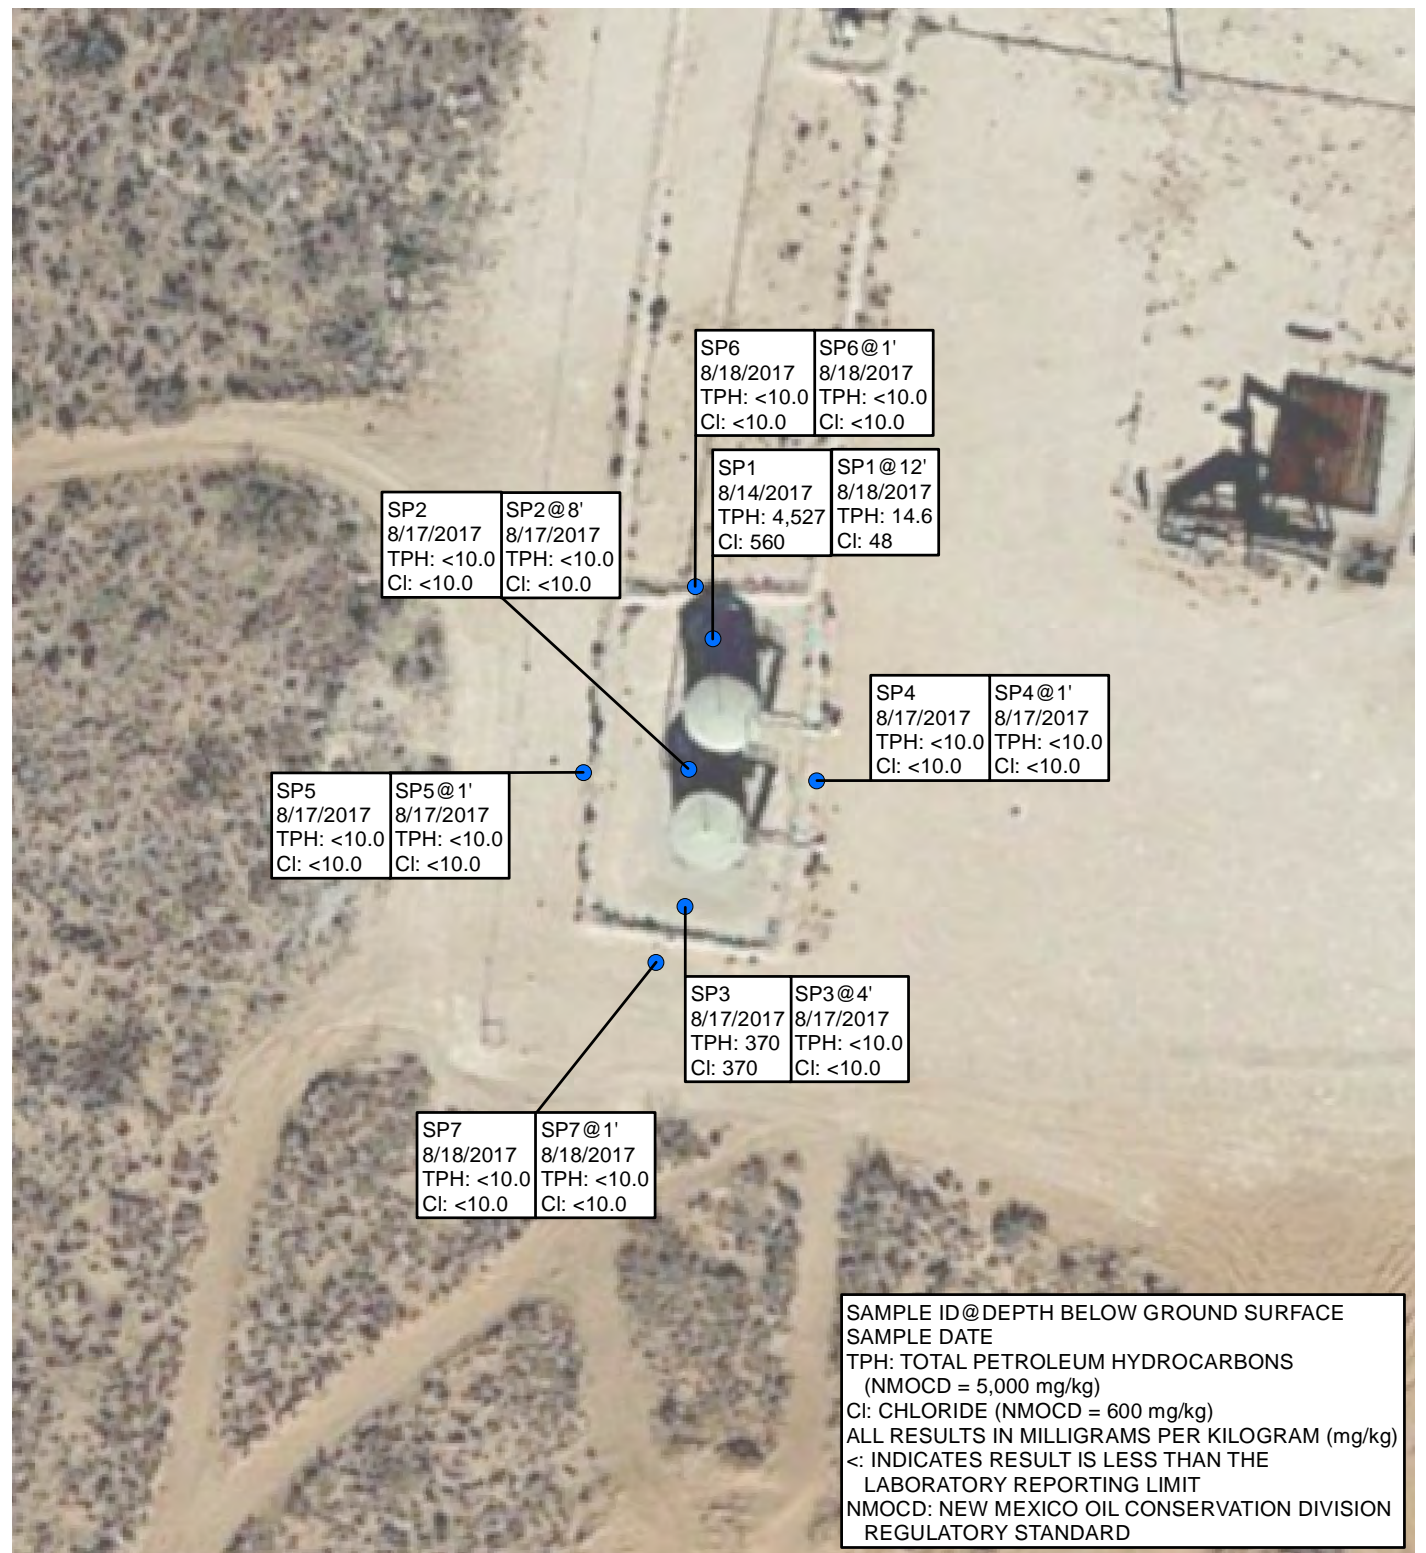 SP6
8/18/2017
TPH: <10.0
Cl: <10.0
SP6@1'
8/18/2017
TPH: <10.0
Cl: <10.0
SP1
8/14/2017
TPH: 4,527
Cl: 560
SP1@12'
8/18/2017
TPH: 14.6
Cl: 48
SP2
8/17/2017
TPH: <10.0
Cl: <10.0
SP2@8'
8/17/2017
TPH: <10.0
Cl: <10.0
SP4
8/17/2017
TPH: <10.0
Cl: <10.0
SP4@1'
8/17/2017
TPH: <10.0
Cl: <10.0
SP5
8/17/2017
TPH: <10.0
Cl: <10.0
SP5@1'
8/17/2017
TPH: <10.0
Cl: <10.0
SP3
8/17/2017
TPH: 370
Cl: 370
SP3@4'
8/17/2017
TPH: <10.0
Cl: <10.0
SP7
8/18/2017
TPH: <10.0
Cl: <10.0
SP7@1'
8/18/2017
TPH: <10.0
Cl: <10.0
SAMPLE ID@DEPTH BELOW GROUND SURFACE
SAMPLE DATE
TPH: TOTAL PETROLEUM HYDROCARBONS
(NMOCD = 5,000 mg/kg)
Cl: CHLORIDE (NMOCD = 600 mg/kg)
ALL RESULTS IN MILLIGRAMS PER KILOGRAM (mg/kg)
<: INDICATES RESULT IS LESS THAN THE
LABORATORY REPORTING LIMIT
NMOCD: NEW MEXICO OIL CONSERVATION DIVISION
REGULATORY STANDARD